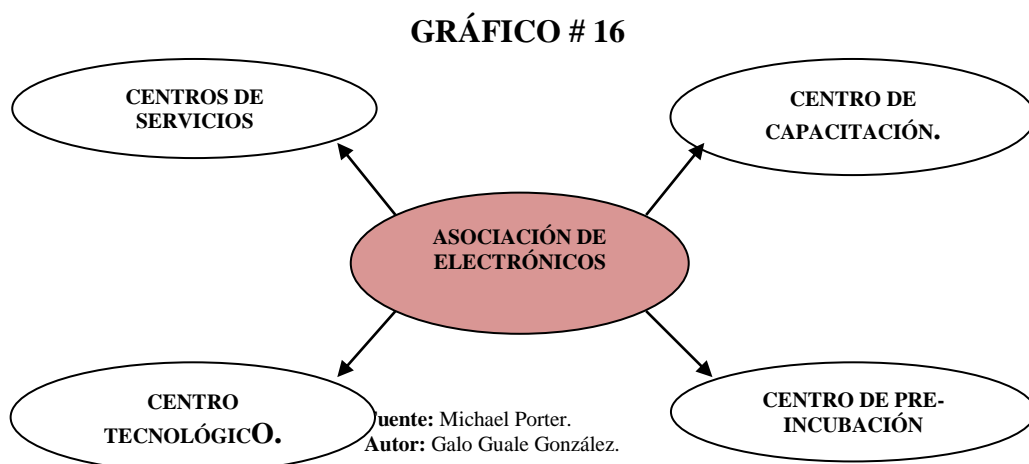 GRÁFICO # 16
CENTROS DE
SERVICIOS
CENTRO DE
CAPACITACIÓN.
ASOCIACIÓN DE
ELECTRÓNICOS
CENTRO
TECNOLÓGICO.
CENTRO DE PRE-
INCUBACIÓN
Fuente: Michael Porter.
Autor: Galo Guale González.